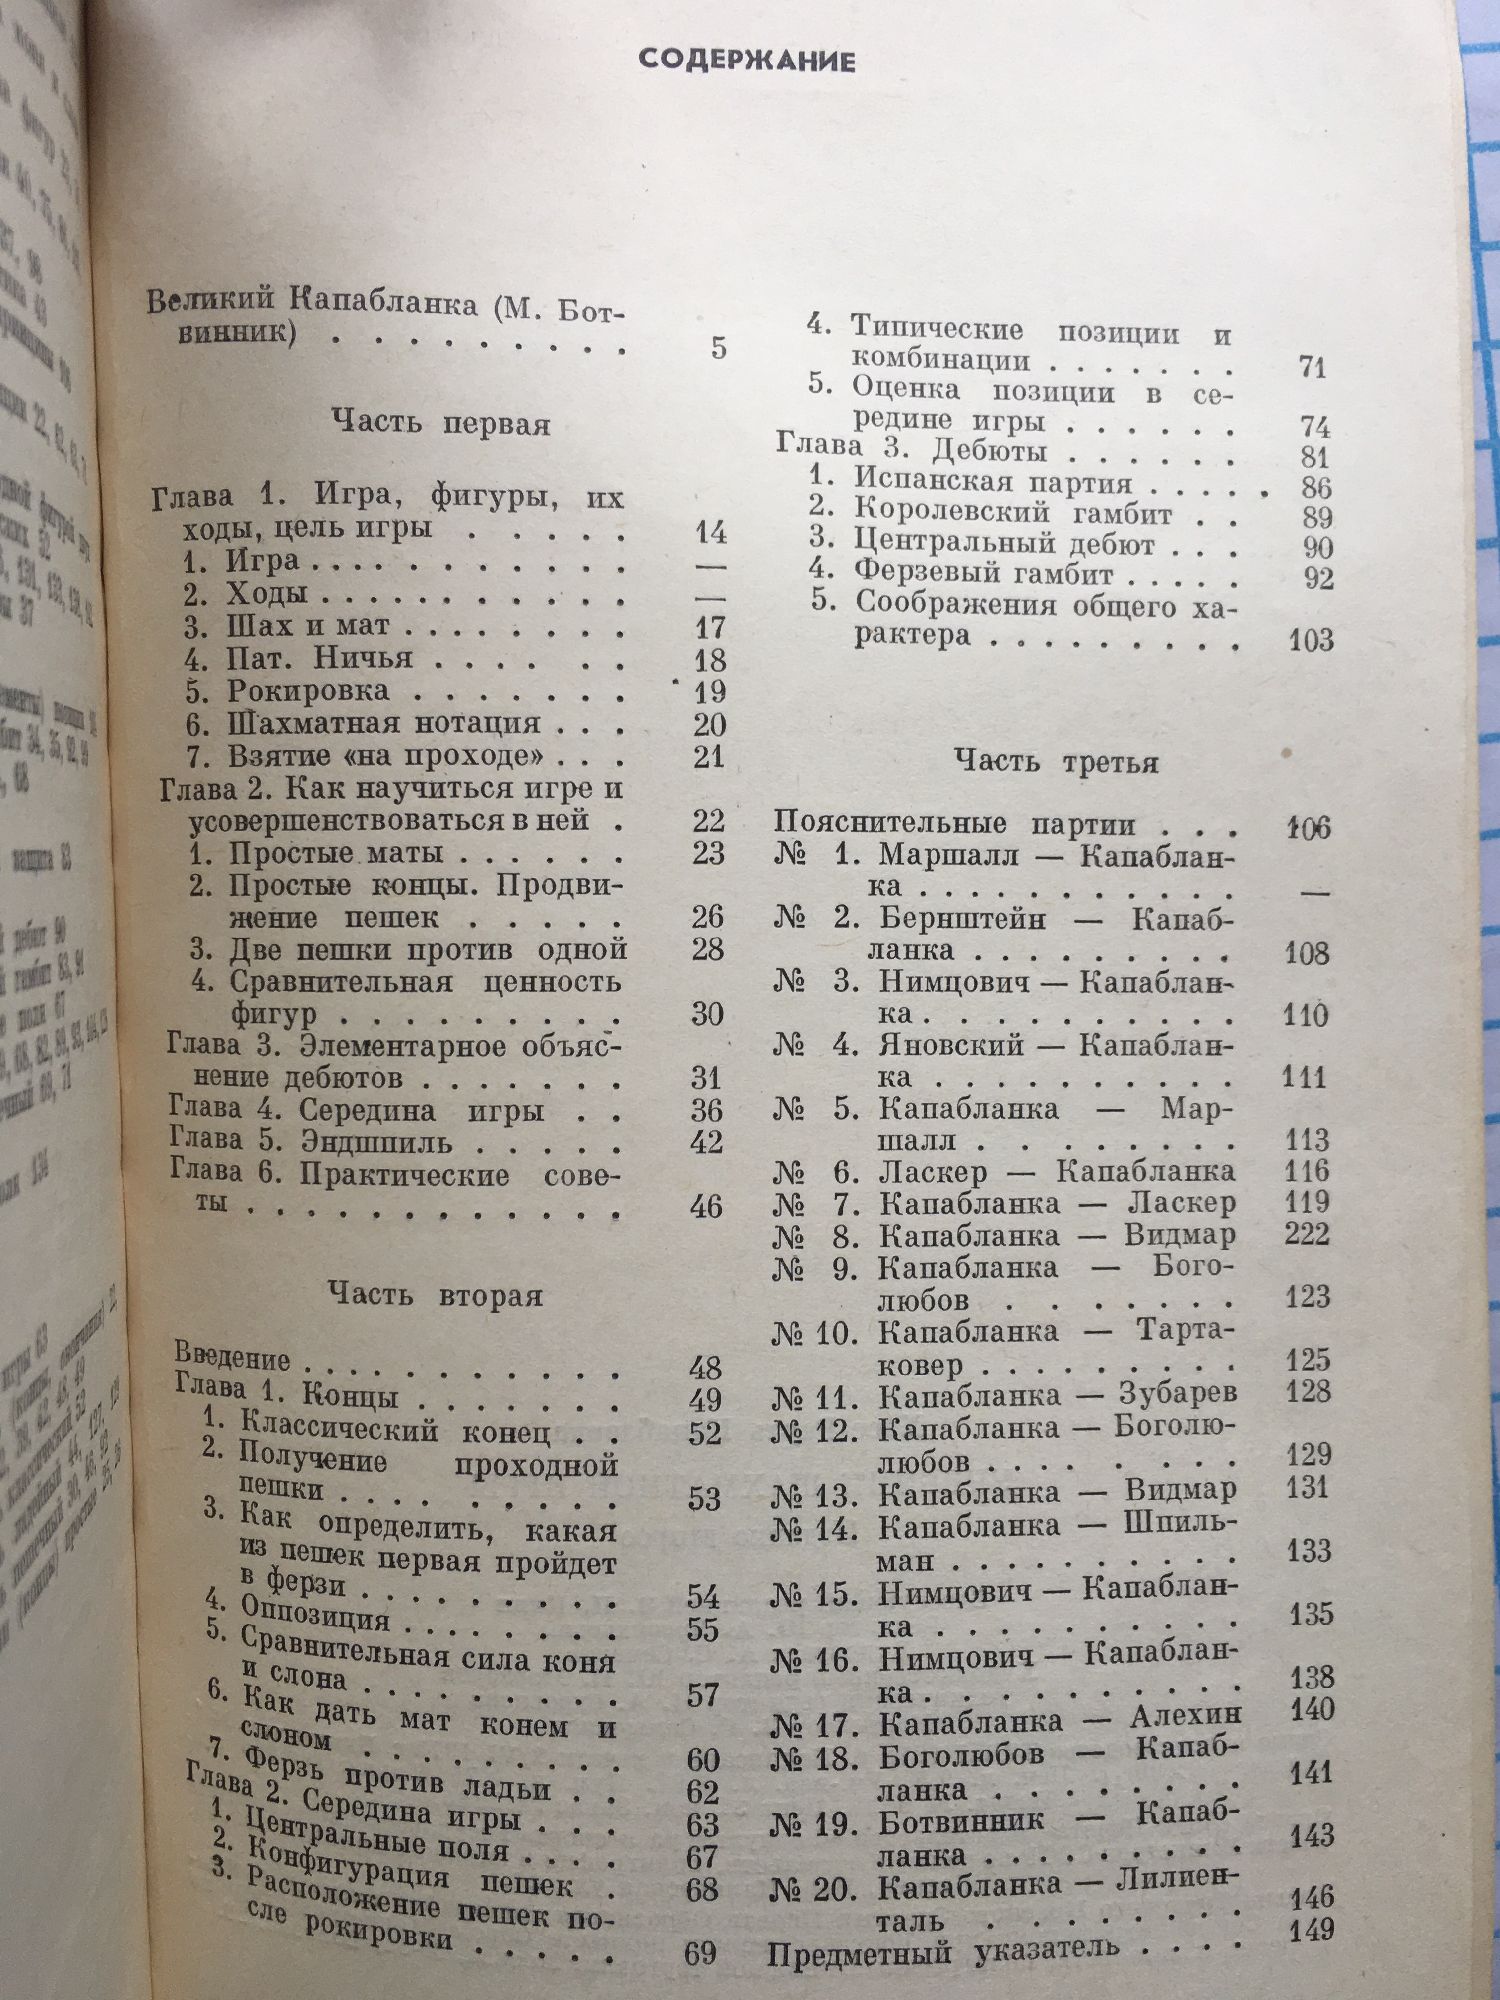 СОДЕРЖАНИЕ
Великий Капабланка (М. Бот-
винник) . . . . . . . . . 5
Часть первая
Глава 1. Игра, фигуры, их
ходы, цель игры . . . . . 14
1. Игра . . . . . . . . . . . —
2. Ходы . . . . . . . . . . . —
3. Шах и мат . . . . . . . . 17
4. Пат. Ничья . . . . . . 18
5. Рокировка . . . . . . . 19
6. Шахматная нотация . . . 20
7. Взятие «на проходе» . . . 21
Глава 2. Как научиться игре и
усовершенствоваться в ней . 22
1. Простые маты . . . . . . 23
2. Простые концы. Продви-
жение пешек . . . . . 26
3. Две пешки против одной 28
4. Сравнительная ценность
фигур . . . . . . . . . 30
Глава 3. Элементарное объяс-
нение дебютов . . . . . . . 31
Глава 4. Середина игры . . 36
Глава 5. Эндшпиль . . . . . 42
Глава 6. Практические сове-
ты . . . . . . . . . . . . 46
Часть вторая
Введение . . . . . . . . . . 48
Глава 1. Концы . . . . . . . 49
1. Классический конец . . 52
2. Получение проходной
пешки . . . . . . . . . 53
3. Как определить, какая
из пешек первая пройдет
в ферзи . . . . . . . . . 54
4. Оппозиция . . . . . . . . 55
5. Сравнительная сила коня
и слона . . . . . . . . . 57
6. Как дать мат конем и
слоном . . . . . . . . . 60
7. Ферзь против ладьи . . 62
Глава 2. Середина игры . . . 63
1. Центральные поля . . . . 67
2. Конфигурация пешек . 68
3. Расположение пешек по-
сле рокировки . . . . . 69
4. Типические позиции и
комбинации . . . . . . . 71
5. Оценка позиции в се-
редине игры . . . . . . 74
Глава 3. Дебюты . . . . . . 81
1. Испанская партия . . . . . 86
2. Королевский гамбит . . 89
3. Центральный дебют . . . 90
4. Ферзевый гамбит . . . . . 92
5. Соображения общего ха-
рактера . . . . . . . . . 103
Часть третья
Пояснительные партии . . . 106
№ 1. Маршалл — Капаблан-
ка . . . . . . . . . . . —
№ 2. Бернштейн — Капаб-
ланка . . . . . . . . . 108
№ 3. Нимцович — Капаблан-
ка . . . . . . . . . . 110
№ 4. Яновский — Капаблан-
ка . . . . . . . . . . 111
№ 5. Капабланка — Мар-
шалл . . . . . . . . 113
№ 6. Ласкер — Капабланка 116
№ 7. Капабланка — Ласкер 119
№ 8. Капабланка — Видмар 222
№ 9. Капабланка — Бого-
любов . . . . . . . 123
№ 10. Капабланка — Тарта-
ковер . . . . . . . . . 125
№ 11. Капабланка — Зубарев 128
№ 12. Капабланка — Боголю-
любов . . . . . . . . 129
№ 13. Капабланка — Видмар 131
№ 14. Капабланка — Шпиль-
ман . . . . . . . . . . 133
№ 15. Нимцович — Капаблан-
ка . . . . . . . . . . 135
№ 16. Нимцович — Капаблан-
ка . . . . . . . . . . 138
№ 17. Капабланка — Алехин 140
№ 18. Боголюбов — Капаб-
ланка . . . . . . . . 141
№ 19. Ботвинник — Капаб-
ланка . . . . . . . . . 143
№ 20. Капабланка — Лилиен-
таль . . . . . . . . 146
Предметный указатель . . . . 149